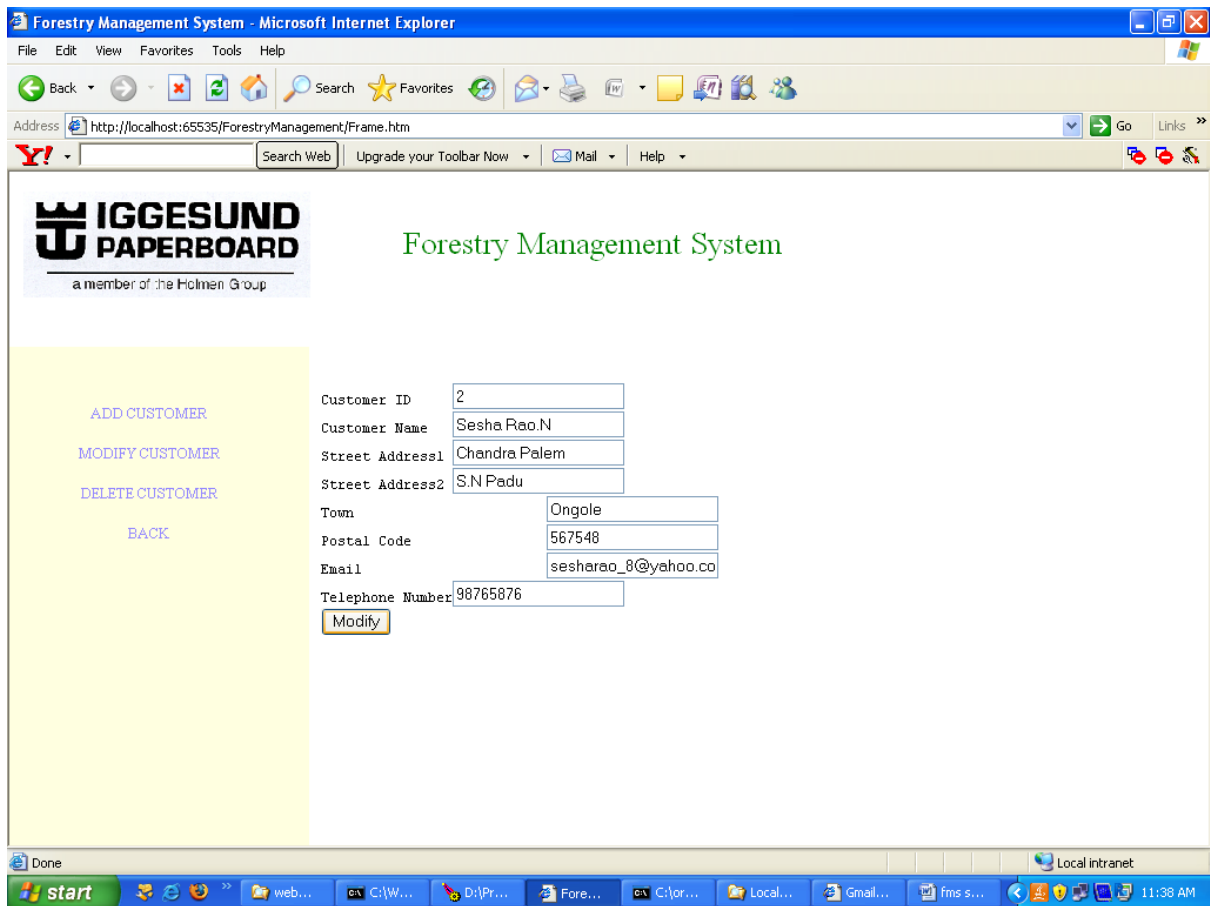 Forestry Management System - Microsoft Internet Explorer
File Edit View Favorites Tools Help
Back Search Favorites
Address http://localhost:65535/ForestryManagement/Frame.htm Go Links »
Y! Search Web Upgrade your Toolbar Now Mail Help
IGGESUND
PAPERBOARD
a member of the Holmen Group
Forestry Management System
ADD CUSTOMER
MODIFY CUSTOMER
DELETE CUSTOMER
BACK
Customer ID 2
Customer Name Sesha Rao.N
Street Address1 Chandra Palem
Street Address2 S.N Padu
Town Ongole
Postal Code 567548
Email sesharao_8@yahoo.co
Telephone Number 98765876
Modify
Done Local intranet
start » web... C:\W... D:\Pr... Fore... C:\or... Local... Gmail... fms s... 11:38 AM